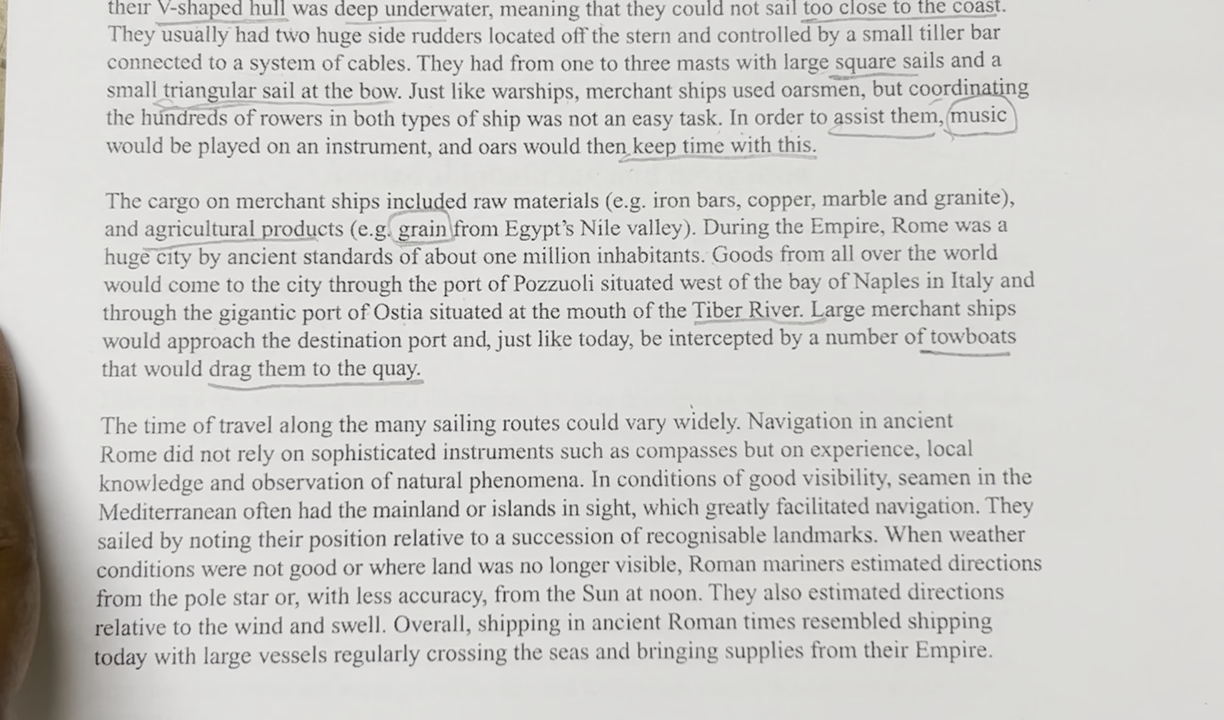 their V-shaped hull was deep underwater, meaning that they could not sail too close to the coast.
They usually had two huge side rudders located off the stern and controlled by a small tiller bar
connected to a system of cables. They had from one to three masts with large square sails and a
small triangular sail at the bow. Just like warships, merchant ships used oarsmen, but coordinating
the hundreds of rowers in both types of ship was not an easy task. In order to assist them, music
would be played on an instrument, and oars would then keep time with this.
The cargo on merchant ships included raw materials (e.g. iron bars, copper, marble and granite),
and agricultural products (e.g. grain from Egypt's Nile valley). During the Empire, Rome was a
huge city by ancient standards of about one million inhabitants. Goods from all over the world
would come to the city through the port of Pozzuoli situated west of the bay of Naples in Italy and
through the gigantic port of Ostia situated at the mouth of the Tiber River. Large merchant ships
would approach the destination port and, just like today, be intercepted by a number of towboats
that would drag them to the quay.
The time of travel along the many sailing routes could vary widely. Navigation in ancient
Rome did not rely on sophisticated instruments such as compasses but on experience, local
knowledge and observation of natural phenomena. In conditions of good visibility, seamen in the
Mediterranean often had the mainland or islands in sight, which greatly facilitated navigation. They
sailed by noting their position relative to a succession of recognisable landmarks. When weather
conditions were not good or where land was no longer visible, Roman mariners estimated directions
from the pole star or, with less accuracy, from the Sun at noon. They also estimated directions
relative to the wind and swell. Overall, shipping in ancient Roman times resembled shipping
today with large vessels regularly crossing the seas and bringing supplies from their Empire.